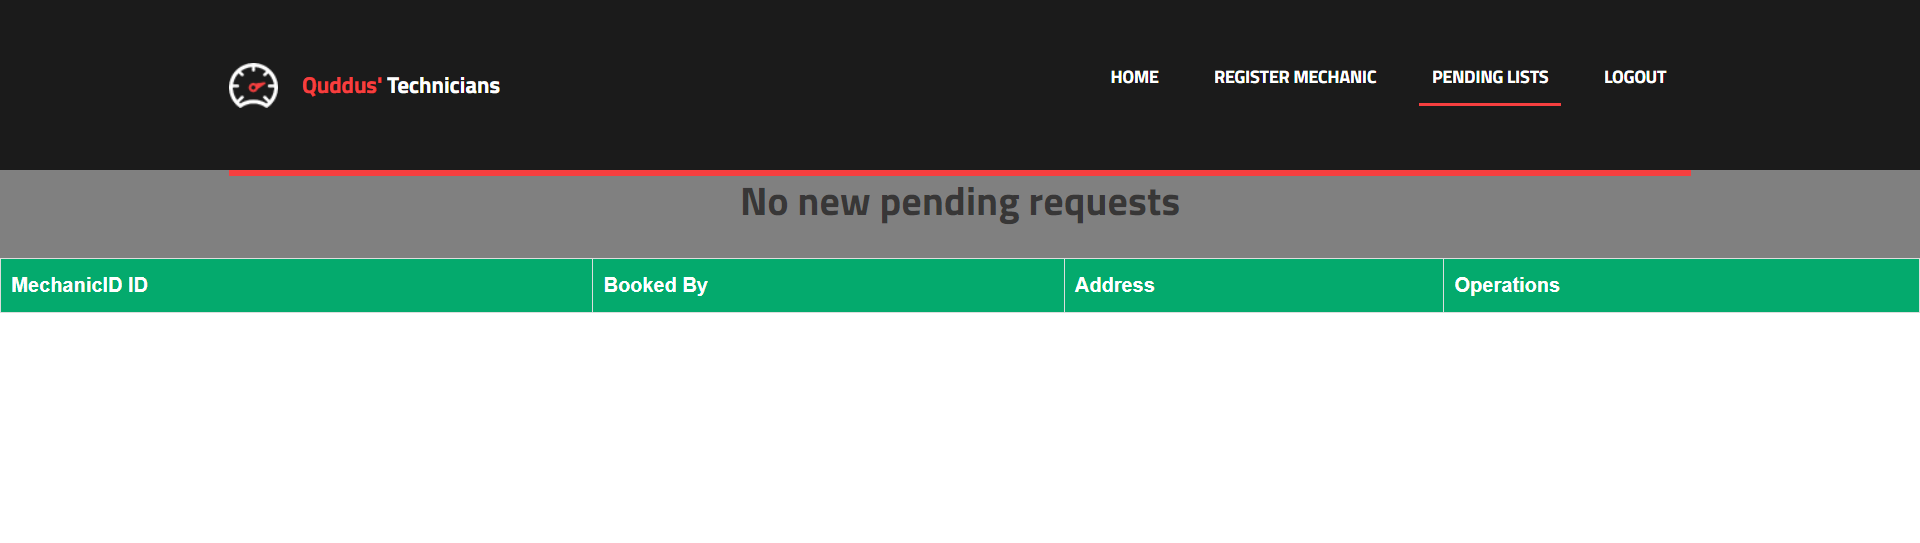 Quddus' Technicians
HOME REGISTER MECHANIC PENDING LISTS LOGOUT
No new pending requests
MechanicID ID Booked By Address Operations